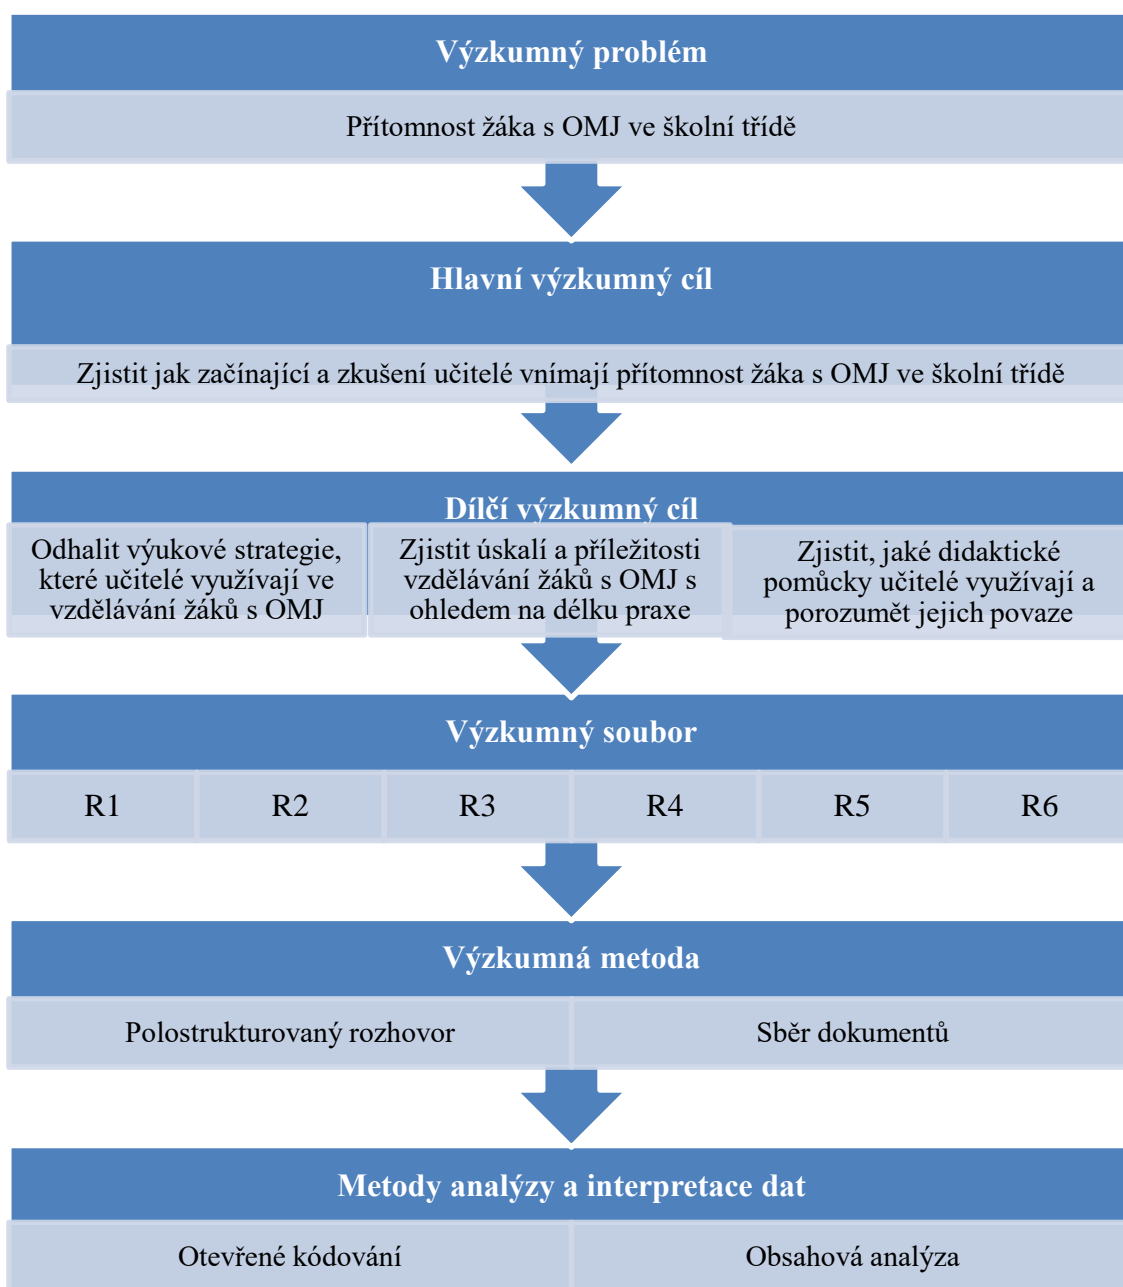 Výzkumný problém
Přítomnost žáka s OMJ ve školní třídě
Hlavní výzkumný cíl
Zjistit jak začínající a zkušení učitelé vnímají přítomnost žáka s OMJ ve školní třídě
Dílčí výzkumný cíl
Odhalit výukové strategie,
které učitelé využívají ve
vzdělávání žáků s OMJ
Zjistit úskalí a příležitosti
vzdělávání žáků s OMJ s
ohledem na délku praxe
Zjistit, jaké didaktické
pomůcky učitelé využívají a
porozumět jejich povaze
Výzkumný soubor
R1 R2 R3 R4 R5 R6
Výzkumná metoda
Polostrukturovaný rozhovor
Sběr dokumentů
Metody analýzy a interpretace dat
Otevřené kódování
Obsahová analýza